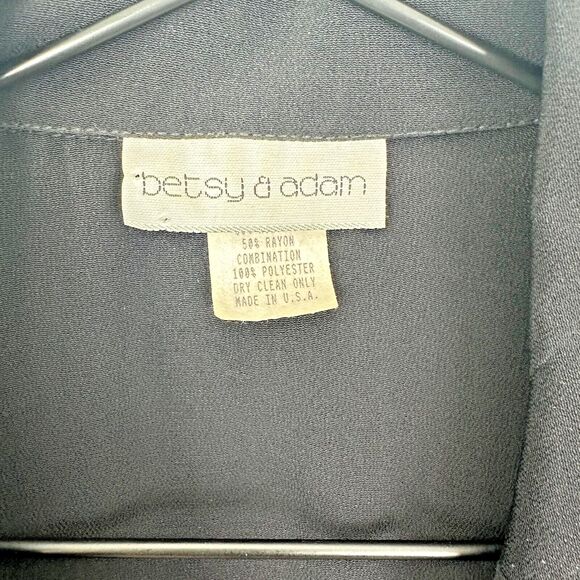 betsy & adam
50% RAYON
COMBINATION
100% POLYESTER
DRY CLEAN ONLY
MADE IN U.S.A.